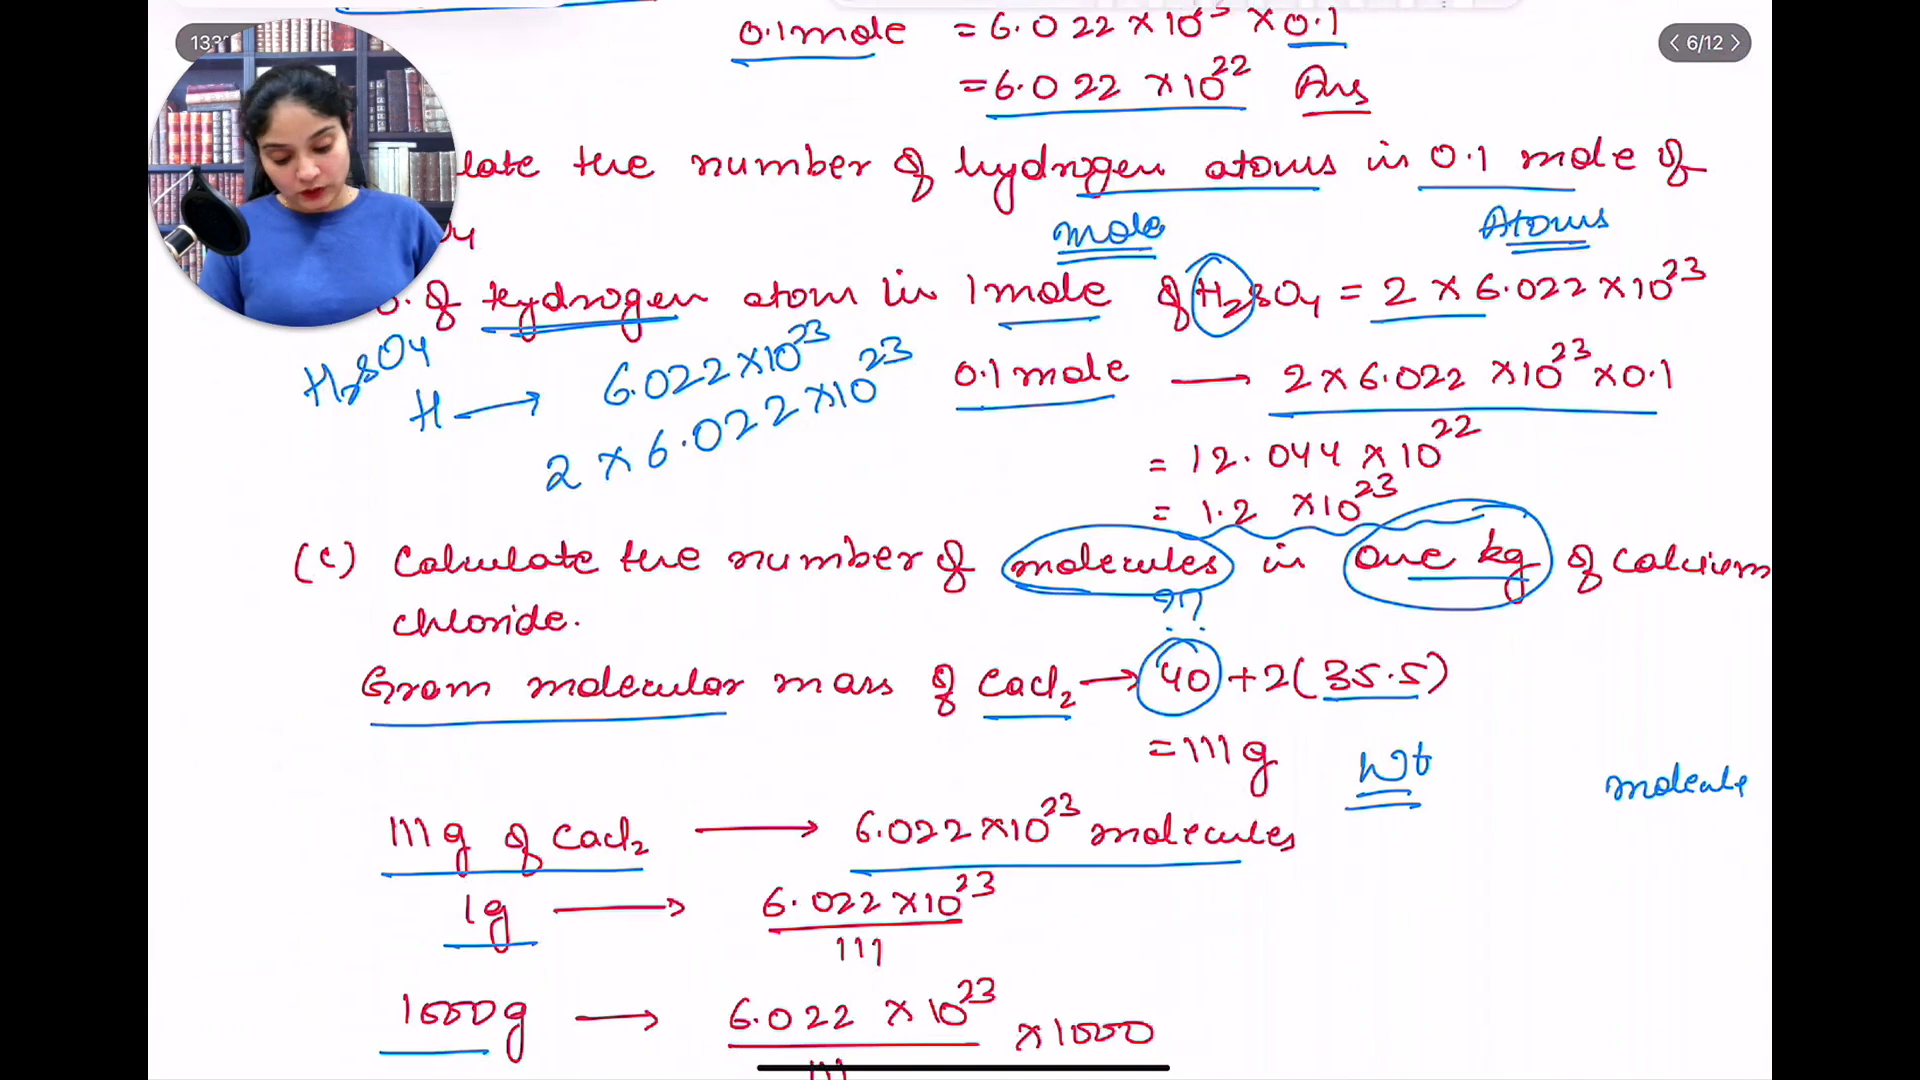 0.1 mole = 6.022 × 10²³ × 0.1
133
< 6/12 >
= 6.022 × 10²² Ans
late the number of hydrogen atoms in 0.1 mole of
O4
mole Atoms
of Hydrogen atom in 1 mole of H₂SO₄ = 2 × 6.022 × 10²³
H₂SO₄
H → 6.022 × 10²³
2 × 6.022 × 10²³
0.1 mole → 2 × 6.022 × 10²³ × 0.1
= 12.044 × 10²²
= 1.2 × 10²³
(c) Calculate the number of molecules in one kg of calcium
chloride.
??
Gram molecular mass of CaCl₂ → 40 + 2(35.5)
= 111 g
Wt
111 g of CaCl₂ → 6.022 × 10²³ molecules
1g → 6.022 × 10²³
111
1000g → 6.022 × 10²³ × 1000
111